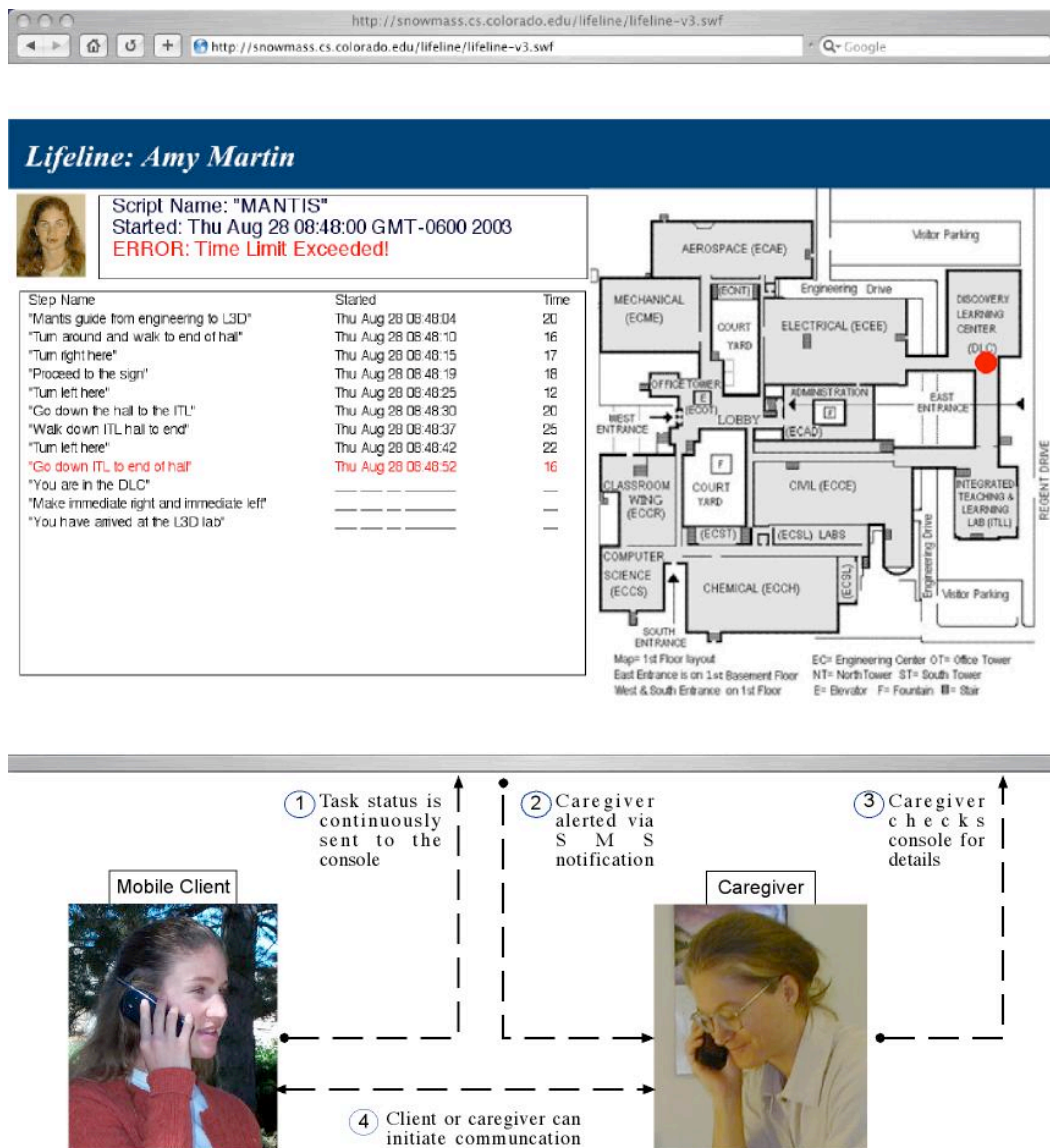 http://snowmass.cs.colorado.edu/lifeline/lifeline-v3.swf
http://snowmass.cs.colorado.edu/lifeline/lifeline-v3.swf
Google
Lifeline: Amy Martin
Script Name: "MANTIS"
Started: Thu Aug 28 08:48:00 GMT-0600 2003
ERROR: Time Limit Exceeded!
Step Name Started Time
"Mantis guide from engineering to L3D" Thu Aug 28 08:48:04 20
"Turn around and walk to end of hall" Thu Aug 28 08:48:10 16
"Turn right here" Thu Aug 28 08:48:15 17
"Proceed to the sign" Thu Aug 28 08:48:19 18
"Turn left here" Thu Aug 28 08:48:25 12
"Go down the hall to the ITL" Thu Aug 28 08:48:30 20
"Walk down ITL hall to end" Thu Aug 28 08:48:37 25
"Turn left here" Thu Aug 28 08:48:42 22
"Go down ITL to end of hall" Thu Aug 28 08:48:52 16
"You are in the DLC"
"Make immediate right and immediate left"
"You have arrived at the L3D lab"
AEROSPACE (ECAE)
Visitor Parking
Engineering Drive
MECHANICAL
(ECME)
(ECNT)
COURT
YARD
ELECTRICAL (ECEE)
DISCOVERY
LEARNING
CENTER
(DLC)
OFFICE TOWER
E
(ECOT)
WEST
ENTRANCE
LOBBY
ADMINISTRATION
F
(ECAD)
EAST
ENTRANCE
CLASSROOM
WING
(ECCR)
F
COURT
YARD
CIVIL (ECCE)
INTEGRATED
TEACHING &
LEARNING
LAB (ITLL)
REGENT DRIVE
(ECST)
(ECSL) LABS
COMPUTER
SCIENCE
(ECCS)
CHEMICAL (ECCH)
(ECSL)
Engineering Drive
Visitor Parking
SOUTH
ENTRANCE
Map= 1st Floor layout
East Entrance is on 1st Basement Floor
West & South Entrance on 1st Floor
EC= Engineering Center OT= Office Tower
NT= North Tower ST= South Tower
E= Elevator F= Fountain = Stair
1 Task status is
continuously
sent to the
console
2 Caregiver
alerted via
S M S
notification
3 Caregiver
checks
console for
details
Mobile Client
Caregiver
4 Client or caregiver can
initiate communcation